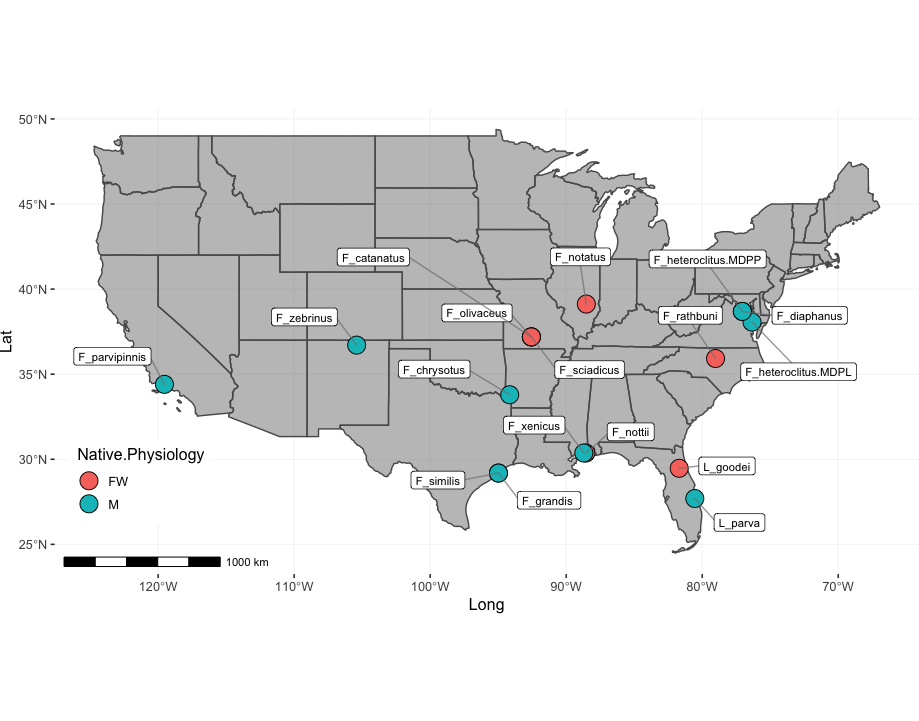 50°N
45°N
40°N
35°N
30°N
25°N
Lat
F_catanatus
F_notatus
F_heteroclitus.MDPP
F_zebrinus
F_olivaceus
F_rathbuni
F_diaphanus
F_parvipinnis
F_chrysotus
F_sciadicus
F_heteroclitus.MDPL
F_xenicus
F_nottii
L_goodei
F_similis
F_grandis
L_parva
Native.Physiology
FW
M
1000 km
120°W
110°W
100°W
90°W
80°W
70°W
Long